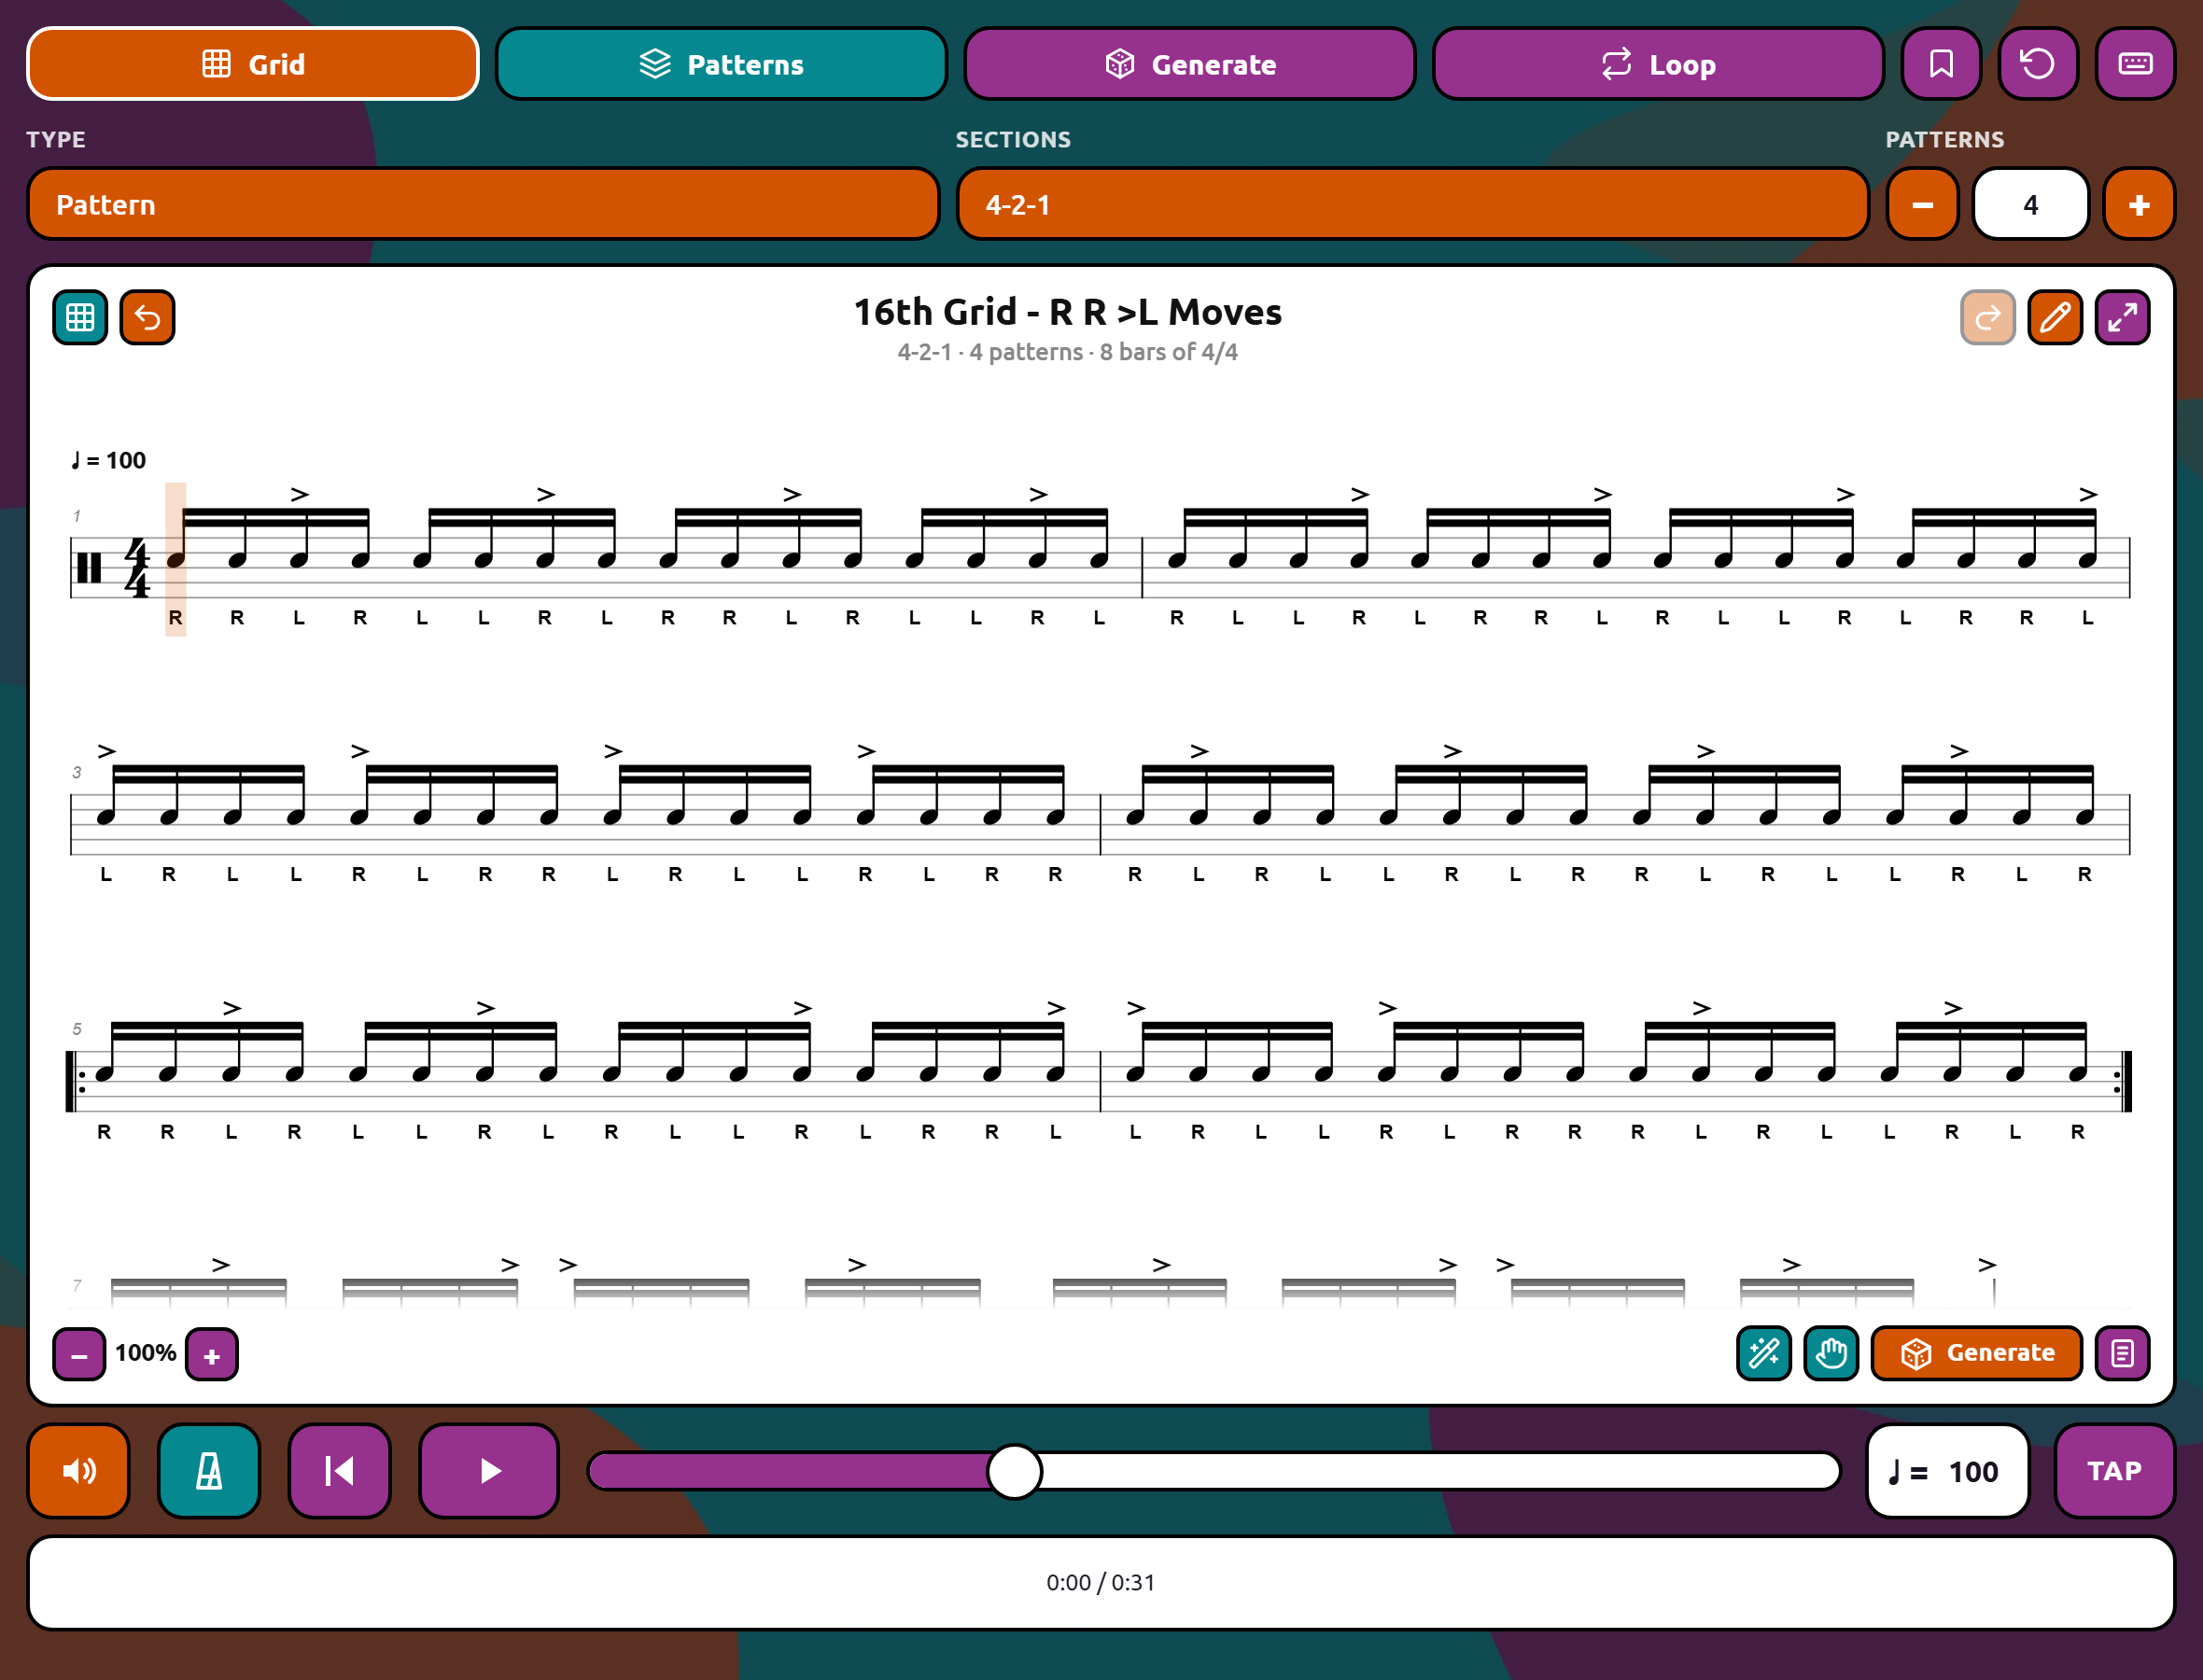 Grid
Patterns
Generate
Loop
TYPE
SECTIONS
PATTERNS
Pattern
4-2-1
4
16th Grid - R R >L Moves
4-2-1 · 4 patterns · 8 bars of 4/4
♩ = 100
1
4
4
R R L R L L R L R R L R L L R L R L L R L R R L R L L R L R R L
3
L R L L R L R R L R L L R L R R R L R L L R L R R L R L L R L R
5
R R L R L L R L R L L R L R R L L R L L R L R R R L R L L R L R
7
100%
Generate
♩ = 100
TAP
0:00 / 0:31